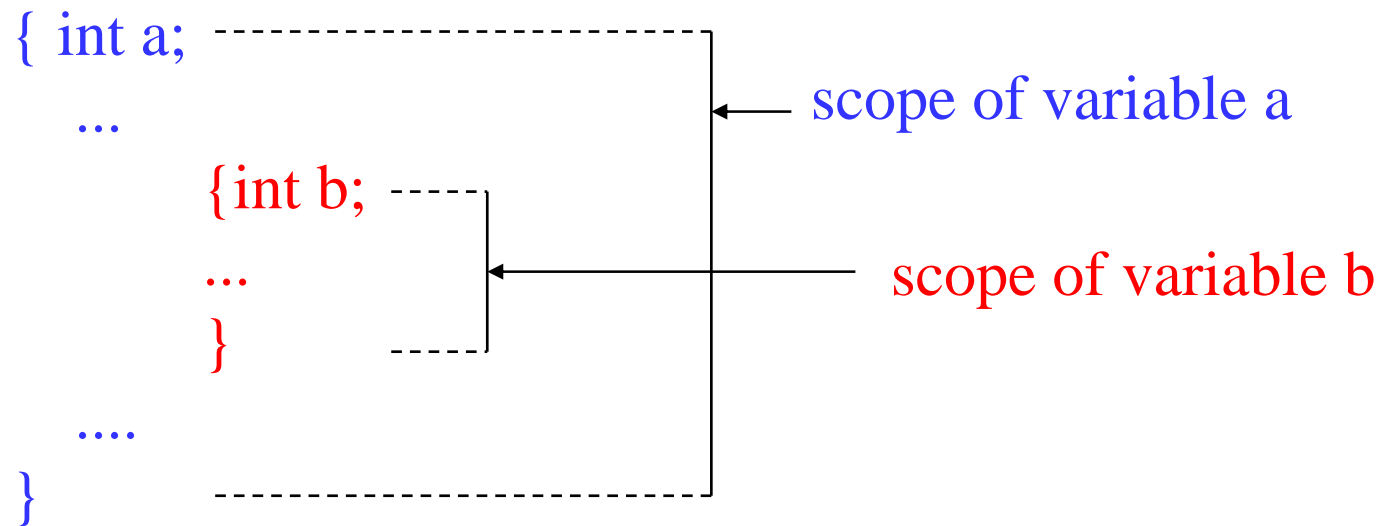 { int a;
scope of variable a
...
{int b;
...
scope of variable b
}
....
}